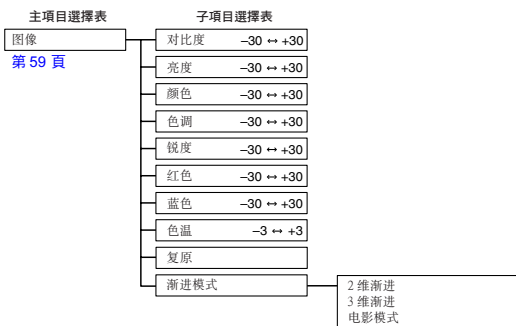 主項目選擇表 子項目選擇表
图像
第 59 頁
对比度 –30 ↔ +30
亮度 –30 ↔ +30
颜色 –30 ↔ +30
色调 –30 ↔ +30
锐度 –30 ↔ +30
红色 –30 ↔ +30
蓝色 –30 ↔ +30
色温 –3 ↔ +3
复原
渐进模式
2 维渐进
3 维渐进
电影模式